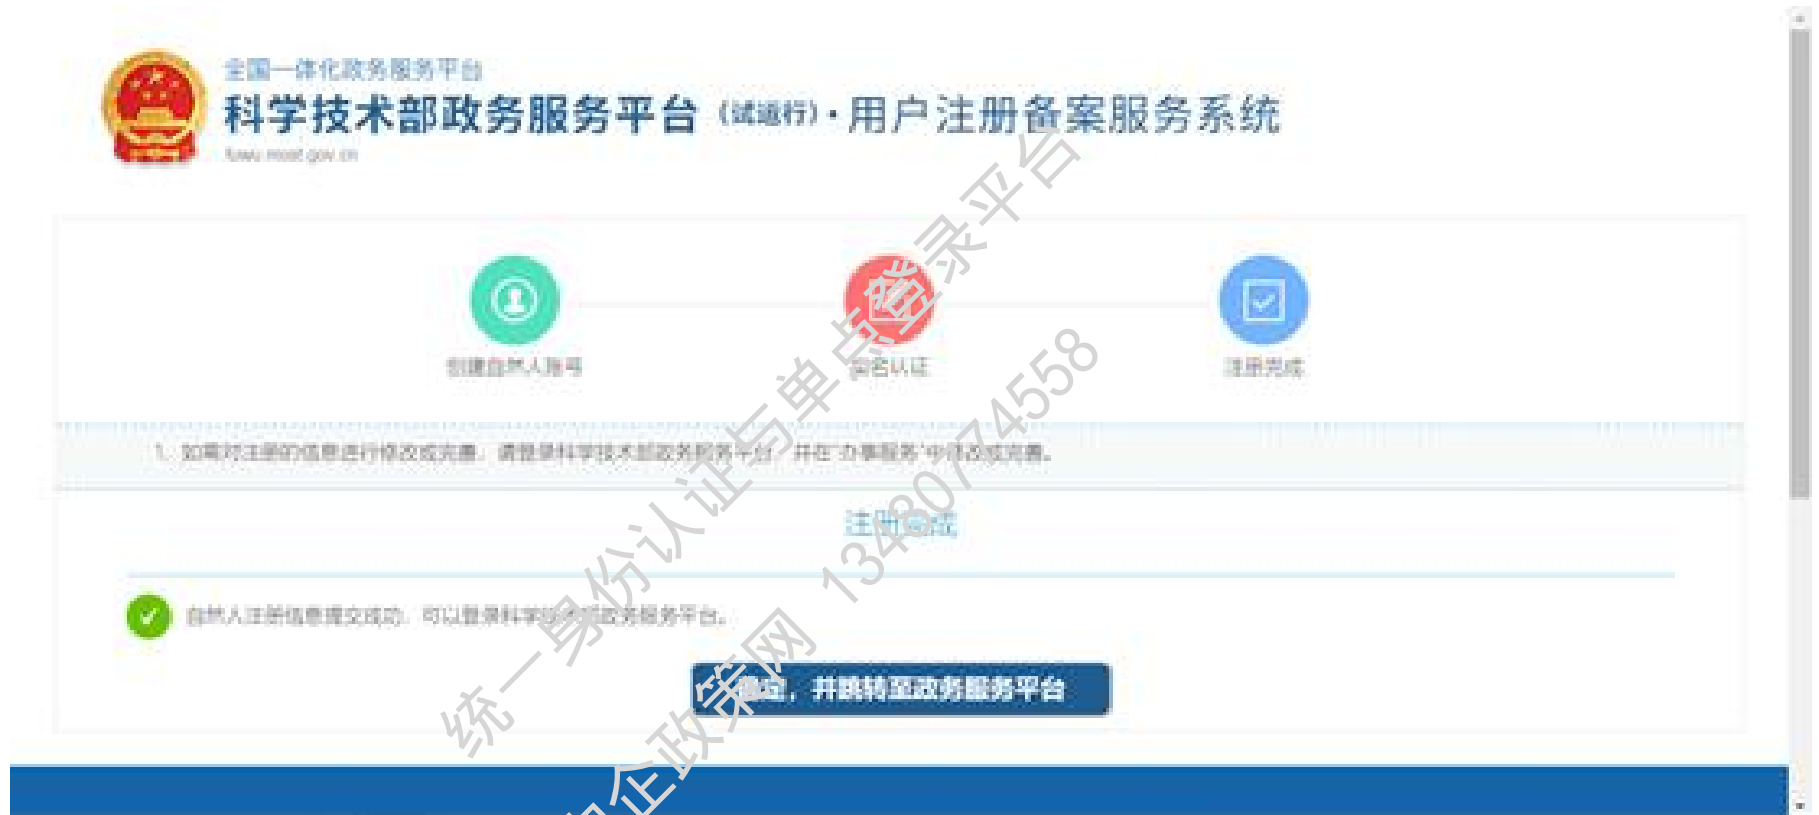 全国一体化政务服务平台
科学技术部政务服务平台（试运行）·用户注册备案服务系统
fuwu.most.gov.cn
创建自然人账号
实名认证
注册完成
1、如需对注册的信息进行修改或完善，请登录科学技术部政务服务平台，并在“办事服务”中修改或完善。
注册完成
自然人注册信息提交成功，可以登录科学技术部政务服务平台。
确定，并跳转至政务服务平台
统一身份认证与单点登录平台
企政策网 13480774558